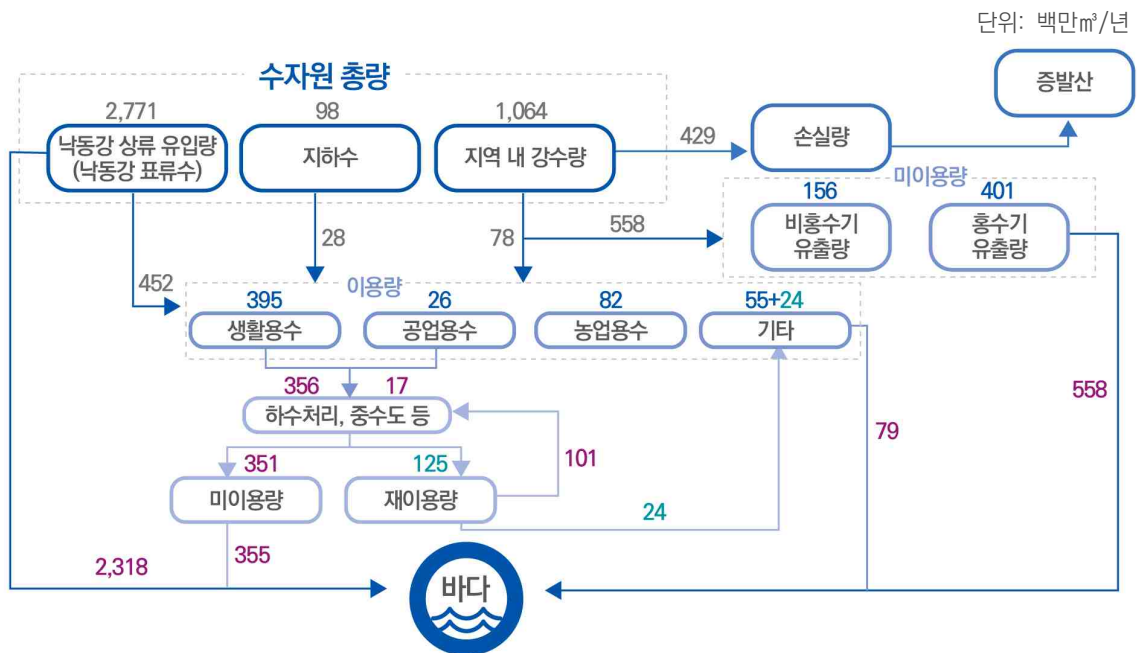 단위: 백만㎥/년
수자원 총량
증발산
2,771
98
1,064
낙동강 상류 유입량
(낙동강 표류수)
지하수
지역 내 강수량
429
손실량
미이용량
156
401
비홍수기
유출량
홍수기
유출량
28
78
558
452
이용량
395
26
82
55+24
생활용수
공업용수
농업용수
기타
356
17
558
하수처리, 중수도 등
79
101
351
125
미이용량
재이용량
24
355
2,318
바다